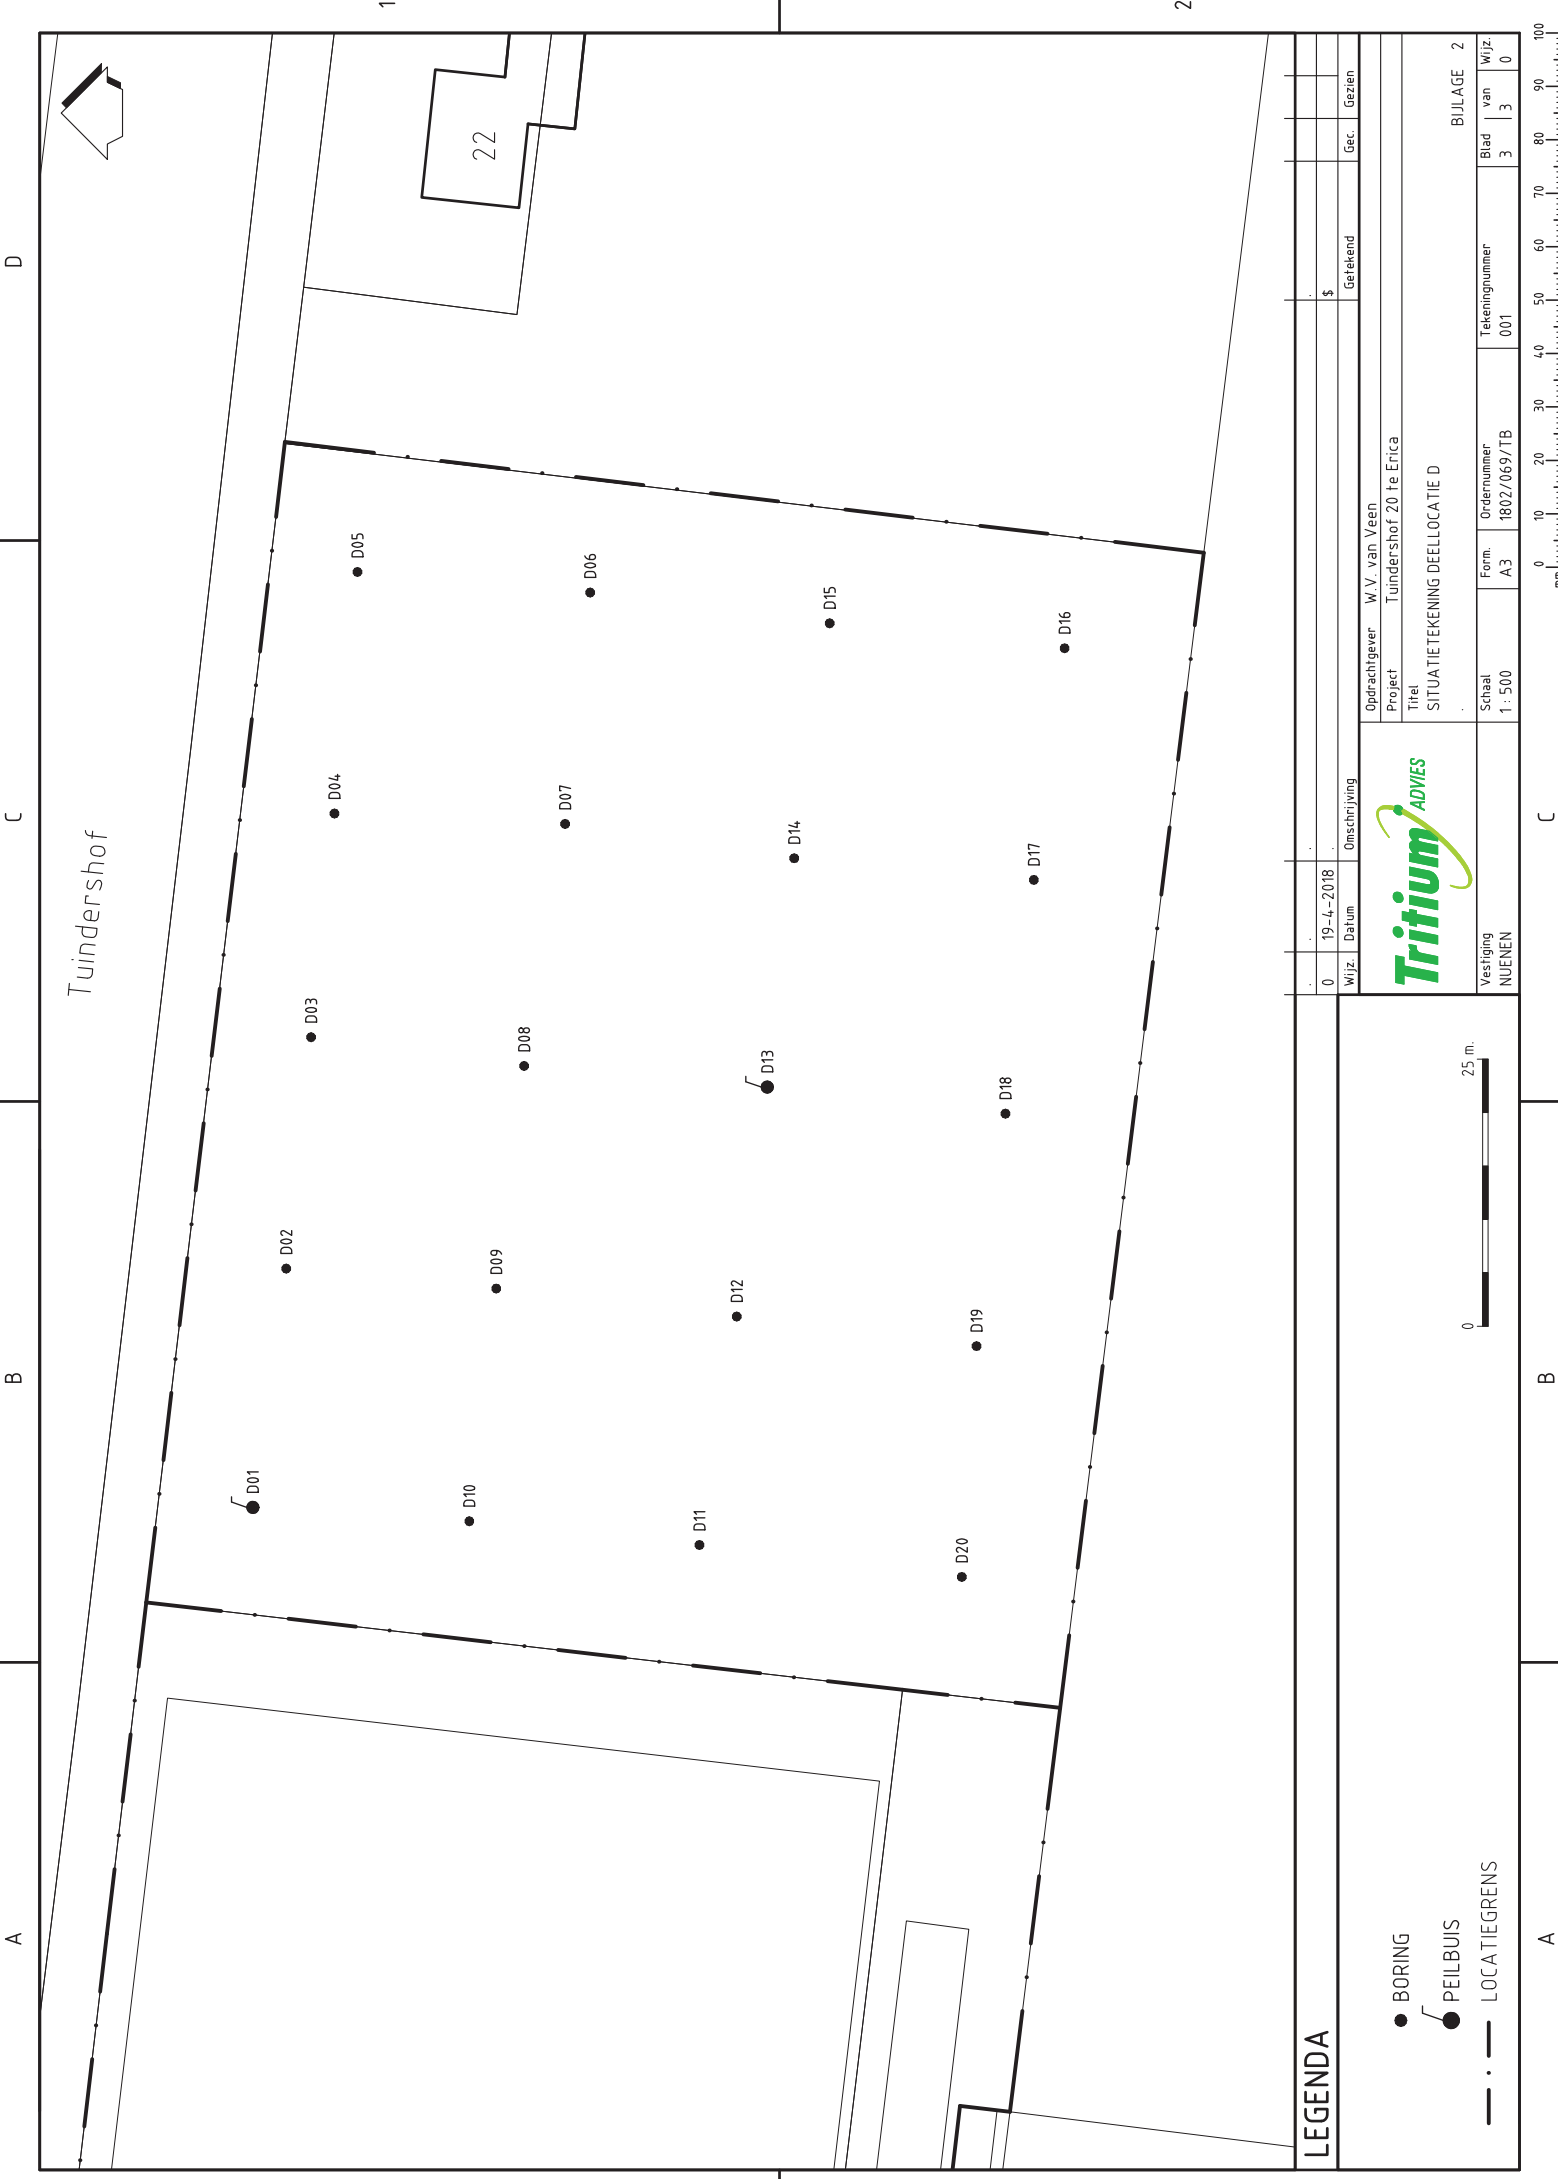 A
B
C
D
1
2
Tuindershof
22
D01
D02
D03
D04
D05
D10
D09
D08
D07
D06
D11
D12
D13
D14
D15
D20
D19
D18
D17
D16
LEGENDA
BORING
PEILBUIS
LOCATIEGRENS
0
25 m.
. . . .
0 19-4-2018 . $
Wijz. Datum Omschrijving Getekend Gec. Gezien
Tritium ADVIES
Opdrachtgever W.V. van Veen
Project Tuindershof 20 te Erica
Titel
SITUATIETEKENING DEELLOCATIE D
. BIJLAGE 2
Vestiging Schaal Form. Ordernummer Tekeningnummer Blad van Wijz.
NUENEN 1 : 500 A3 1802/069/TB 001 3 3 0
A
B
C
0 10 20 30 40 50 60 70 80 90 100